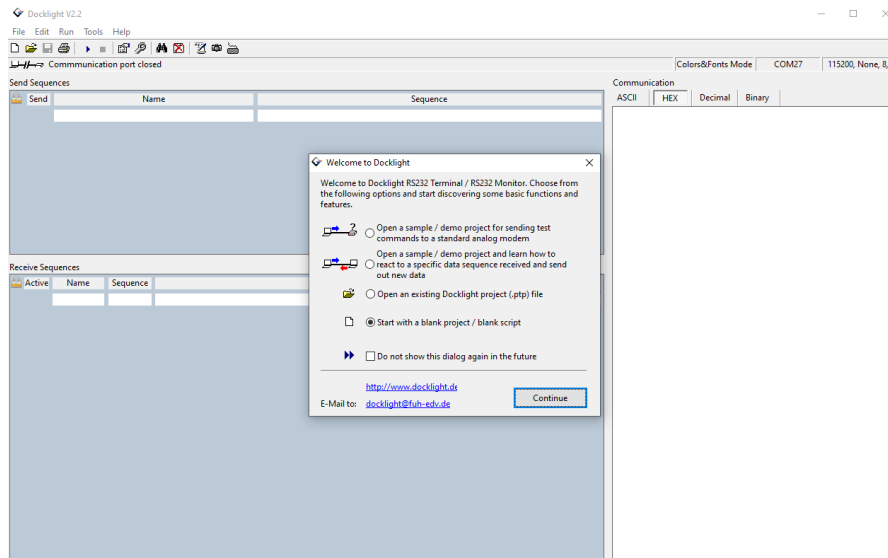 Docklight V2.2
File Edit Run Tools Help
Commmunication port closed
Colors&Fonts Mode COM27 115200, None, 8,
Send Sequences
Communication
Send Name Sequence
ASCII HEX Decimal Binary
Welcome to Docklight
Welcome to Docklight RS232 Terminal / RS232 Monitor. Choose from
the following options and start discovering some basic functions and
features.
Open a sample / demo project for sending test
commands to a standard analog modem
Open a sample / demo project and learn how to
react to a specific data sequence received and send
out new data
Open an existing Docklight project (.ptp) file
Start with a blank project / blank script
Do not show this dialog again in the future
http://www.docklight.de
E-Mail to: docklight@fuh-edv.de
Continue
Receive Sequences
Active Name Sequence